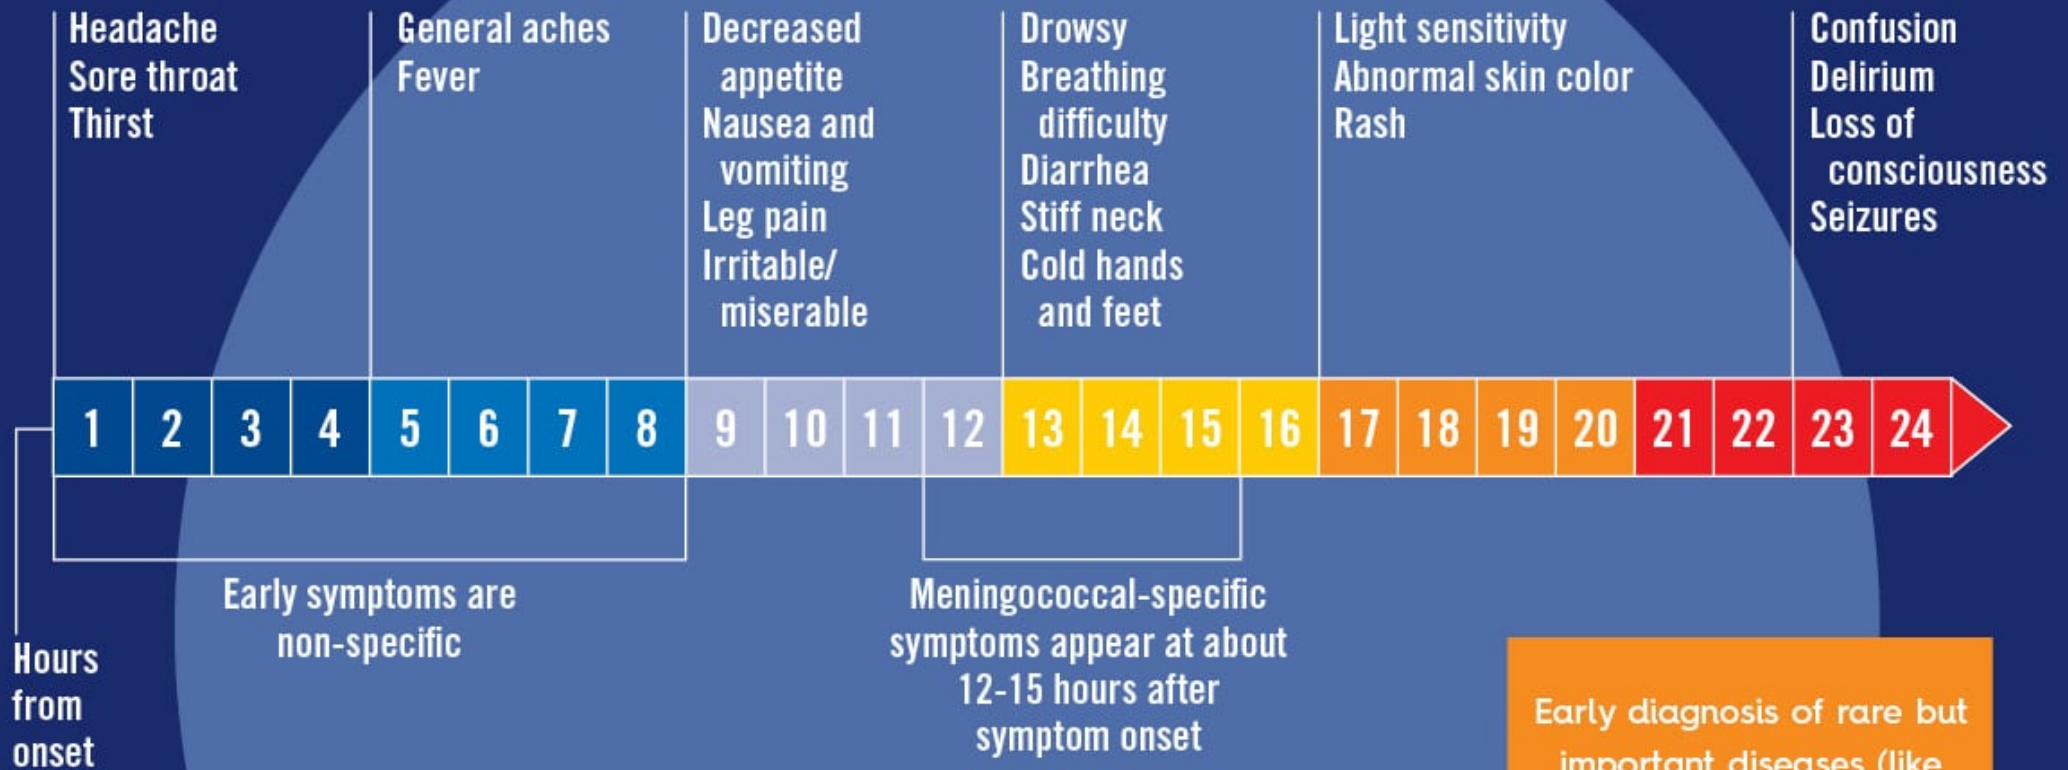 Headache
Sore throat
Thirst
General aches
Fever
Decreased
appetite
Nausea and
vomiting
Leg pain
Irritable/
miserable
Drowsy
Breathing
difficulty
Diarrhea
Stiff neck
Cold hands
and feet
Light sensitivity
Abnormal skin color
Rash
Confusion
Delirium
Loss of
consciousness
Seizures
1 2 3 4 5 6 7 8 9 10 11 12 13 14 15 16 17 18 19 20 21 22 23 24
Hours
from
onset
Early symptoms are
non-specific
Meningococcal-specific
symptoms appear at about
12-15 hours after
symptom onset
Early diagnosis of rare but
important diseases (like